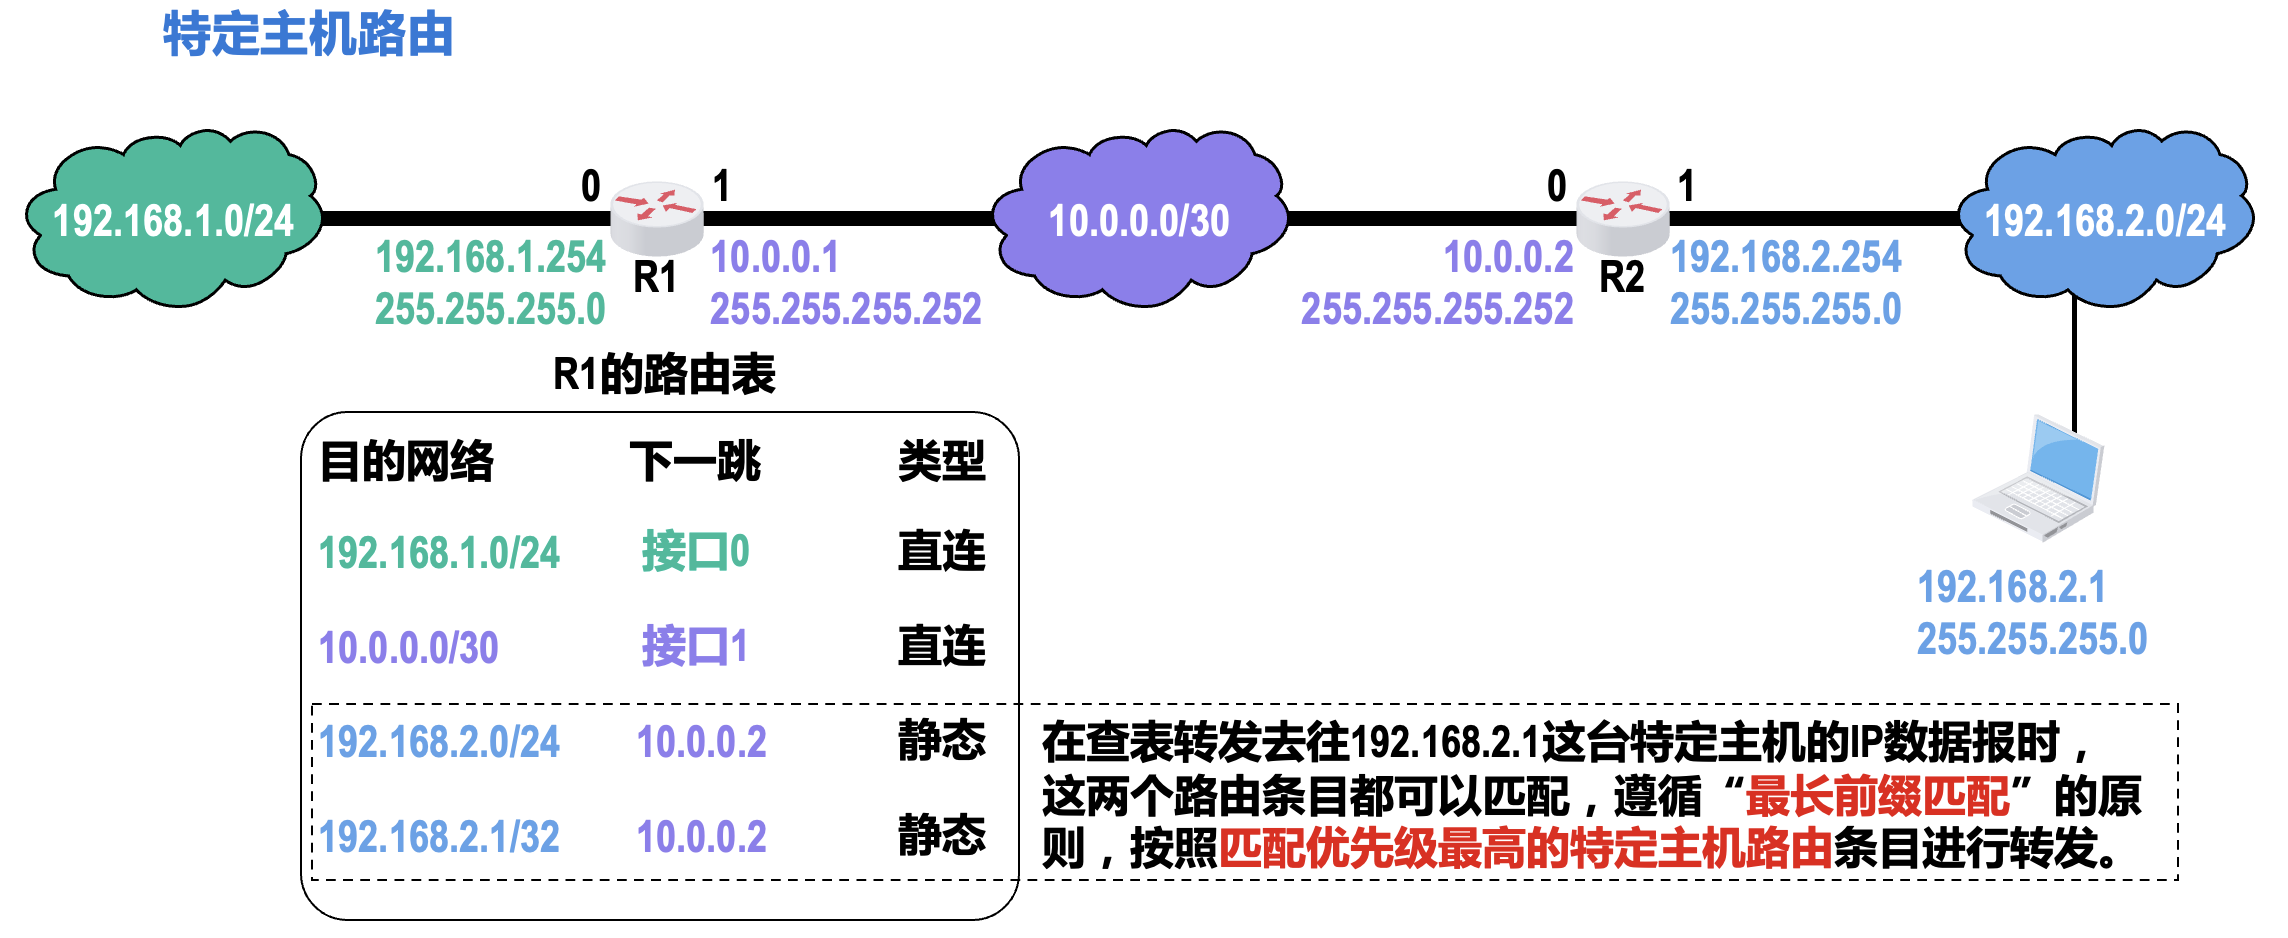 特定主机路由
0
1
0
1
192.168.1.0/24
10.0.0.0/30
192.168.2.0/24
192.168.1.254
255.255.255.0
R1
10.0.0.1
255.255.255.252
10.0.0.2
255.255.255.252
R2
192.168.2.254
255.255.255.0
R1的路由表
目的网络 下一跳 类型
192.168.1.0/24 接口0 直连
10.0.0.0/30 接口1 直连
192.168.2.0/24 10.0.0.2 静态
192.168.2.1/32 10.0.0.2 静态
192.168.2.1
255.255.255.0
在查表转发去往192.168.2.1这台特定主机的IP数据报时，
这两个路由条目都可以匹配，遵循“最长前缀匹配”的原
则，按照匹配优先级最高的特定主机路由条目进行转发。